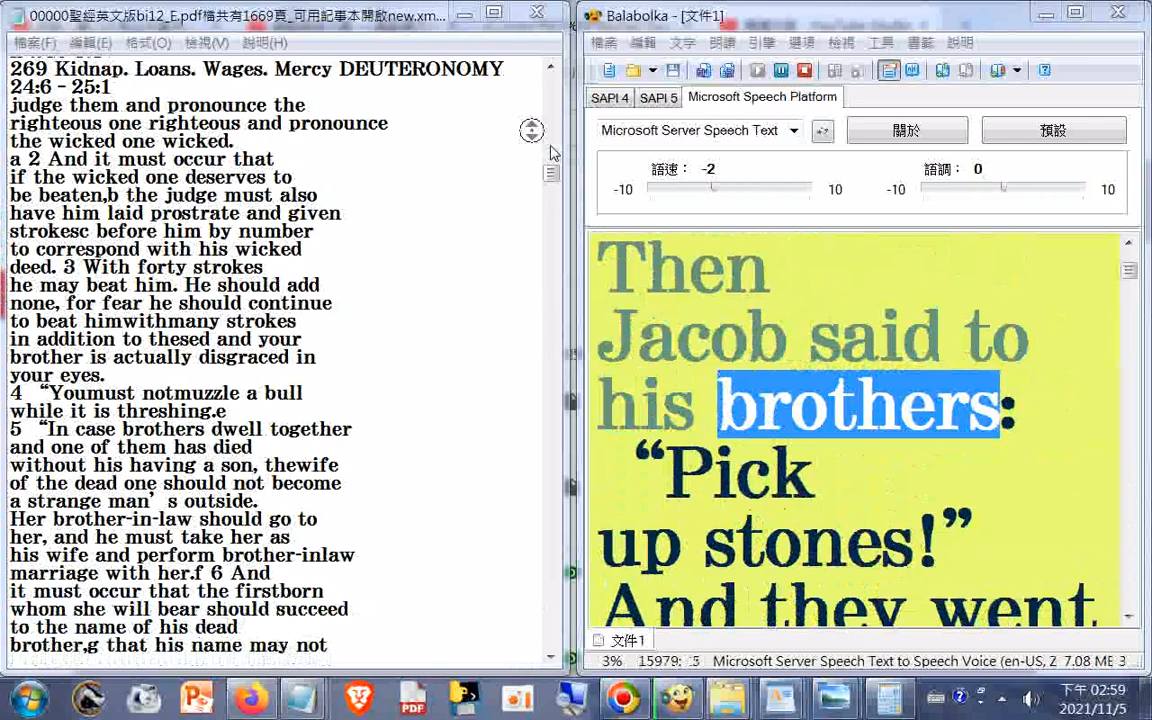 00000聖經英文版bi12_E.pdf檔共有1669頁_可用記事本開啟new.xm...
檔案(F) 編輯(E) 格式(O) 檢視(V) 說明(H)
269 Kidnap. Loans. Wages. Mercy DEUTERONOMY
24:6 – 25:1
judge them and pronounce the
righteous one righteous and pronounce
the wicked one wicked.
a 2 And it must occur that
if the wicked one deserves to
be beaten,b the judge must also
have him laid prostrate and given
strokesc before him by number
to correspond with his wicked
deed. 3 With forty strokes
he may beat him. He should add
none, for fear he should continue
to beat himwithmany strokes
in addition to thesed and your
brother is actually disgraced in
your eyes.
4 “Youmust notmuzzle a bull
while it is threshing.e
5 “In case brothers dwell together
and one of them has died
without his having a son, thewife
of the dead one should not become
a strange man’s outside.
Her brother-in-law should go to
her, and he must take her as
his wife and perform brother-inlaw
marriage with her.f 6 And
it must occur that the firstborn
whom she will bear should succeed
to the name of his dead
brother,g that his name may not
Balabolka - [文件1]
檔案 編輯 文字 朗讀 引擎 選項 檢視 工具 書籤 說明
SAPI 4 SAPI 5 Microsoft Speech Platform
Microsoft Server Speech Text 關於 預設
語速： -2 語調： 0
-10 10 -10 10
Then
Jacob said to
his brothers:
“Pick
up stones!”
And they went
文件1
3% 15979: Microsoft Server Speech Text to Speech Voice (en-US, Z 7.08 MB 3
PDF
下午 02:59
2021/11/5